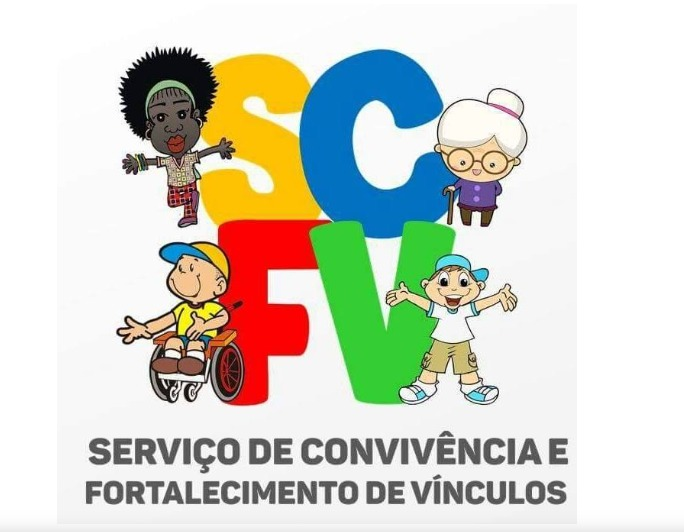 SC
FV
SERVIÇO DE CONVIVÊNCIA E
FORTALECIMENTO DE VÍNCULOS